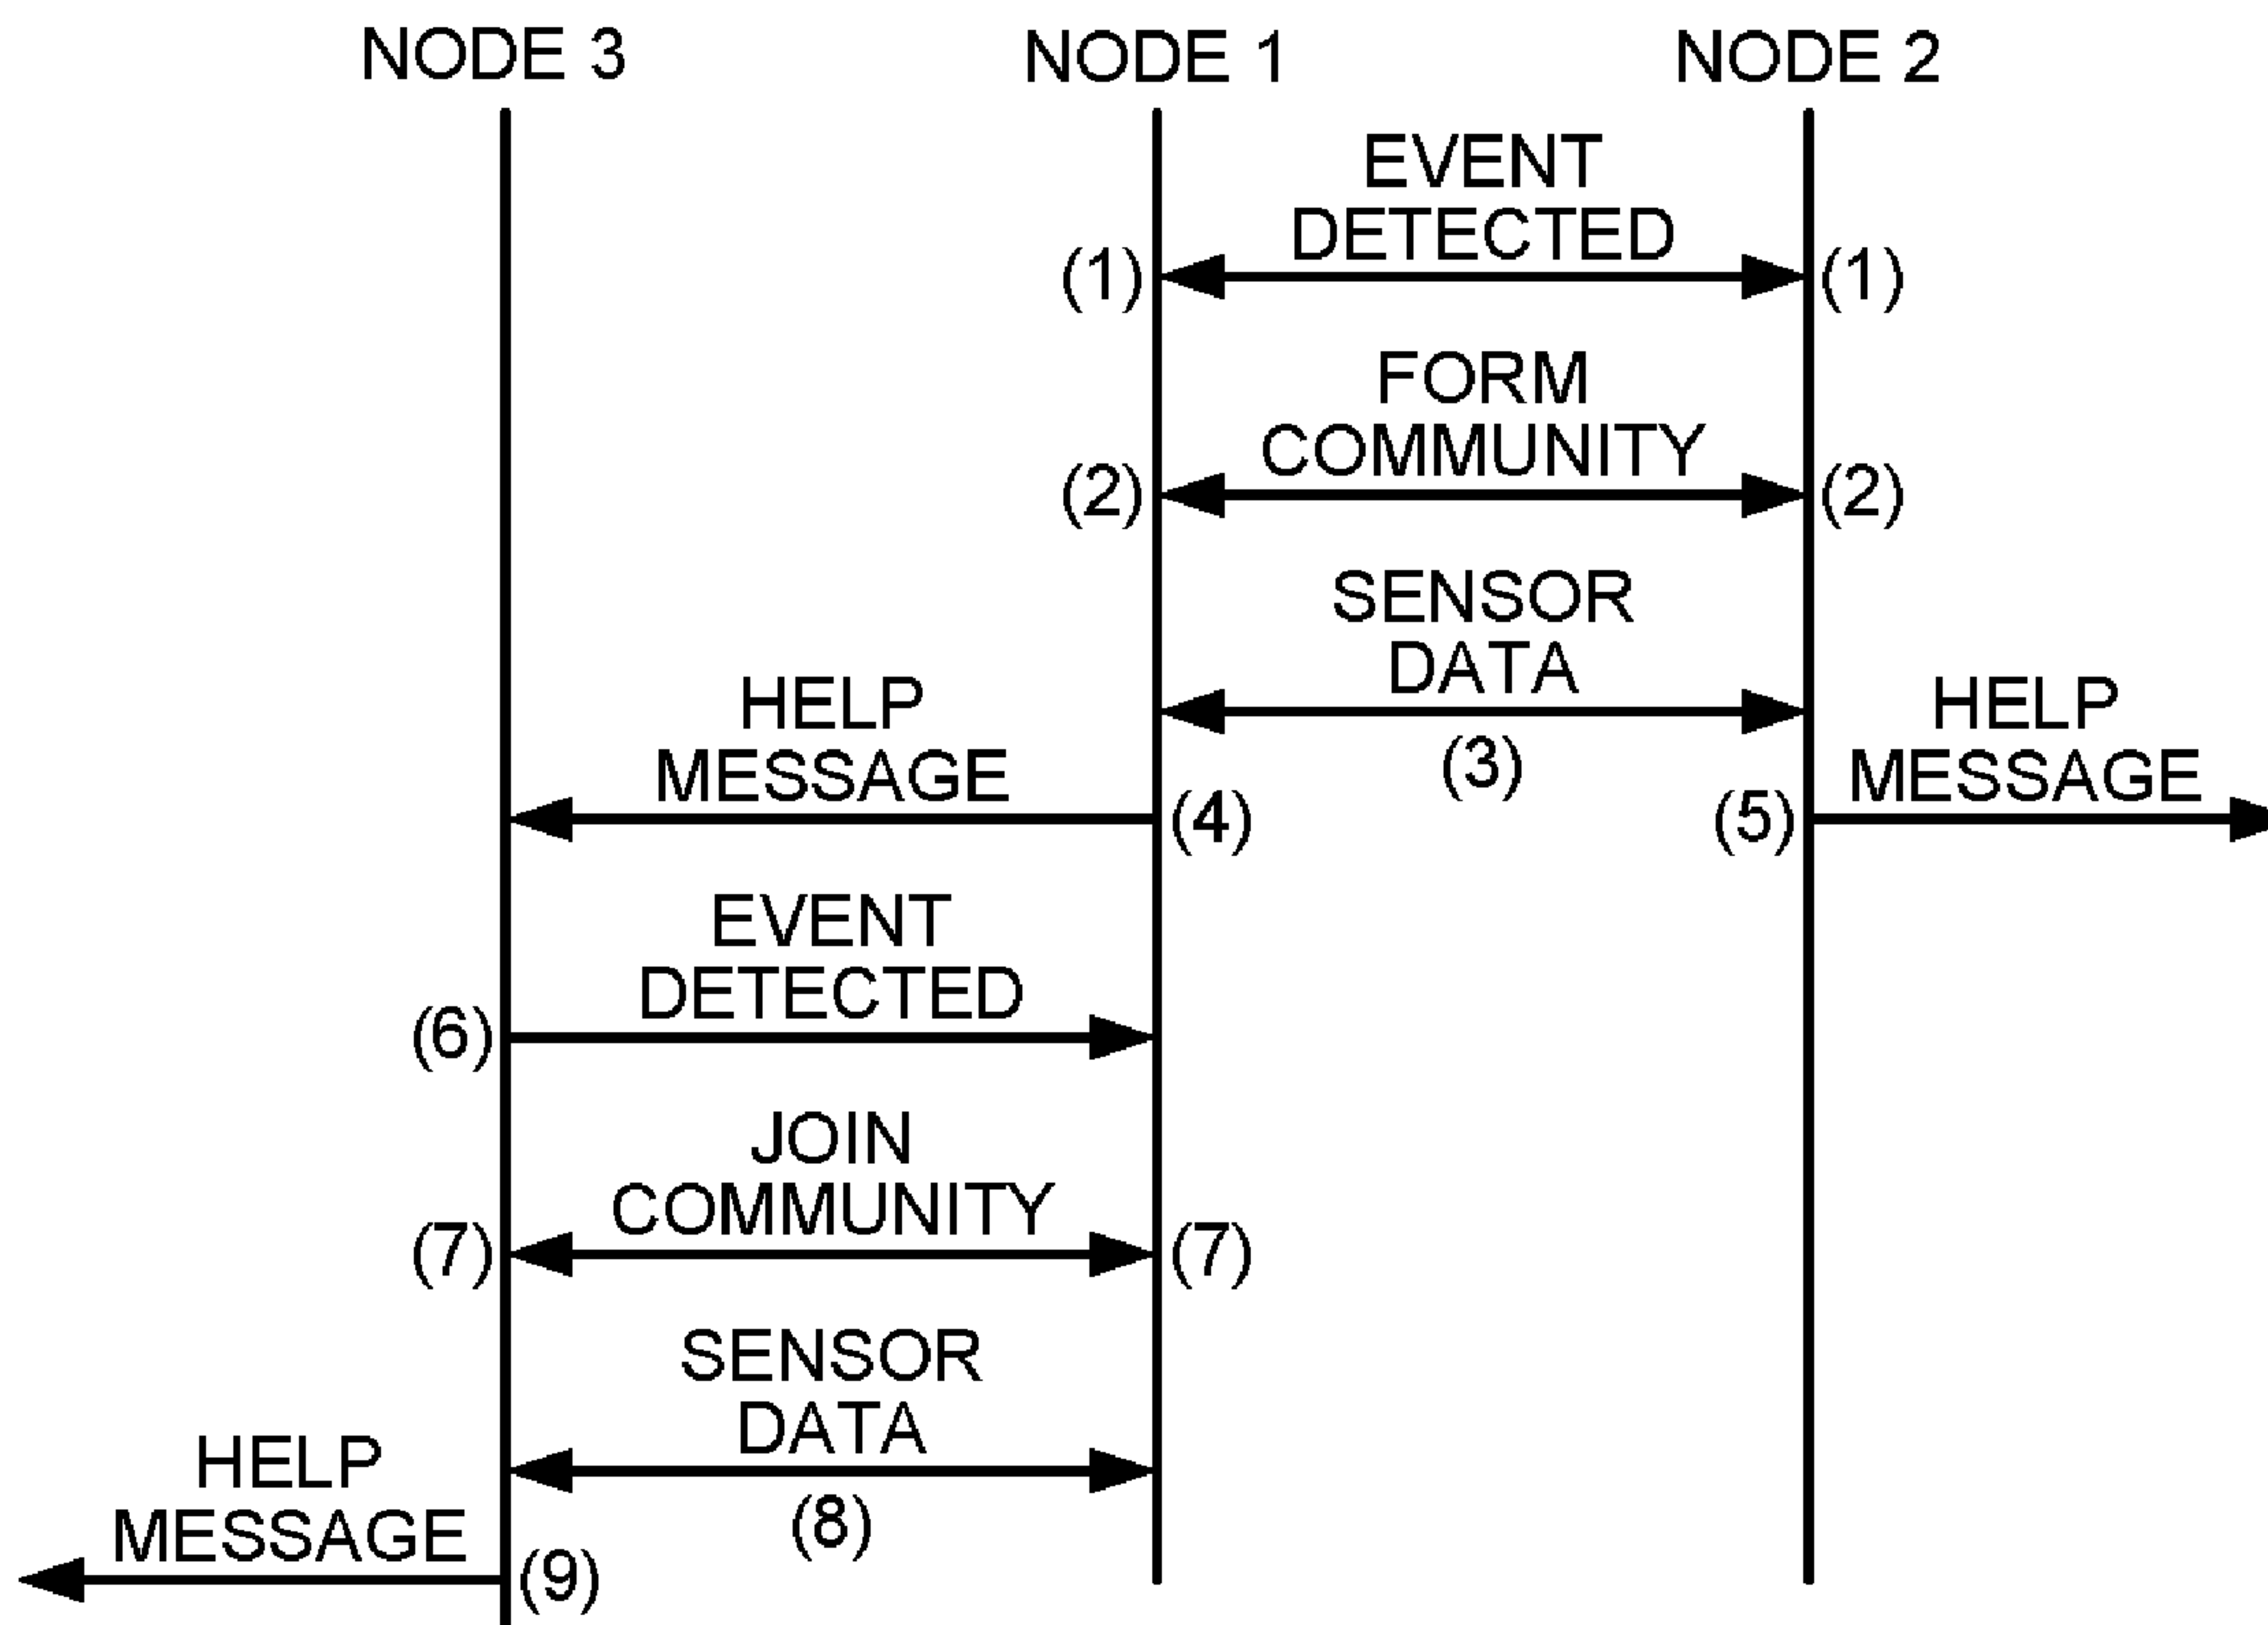 NODE 3
NODE 1
NODE 2
EVENT
DETECTED
(1)
(1)
FORM
COMMUNITY
(2)
(2)
SENSOR
DATA
(3)
HELP
MESSAGE
(4)
HELP
MESSAGE
(5)
EVENT
DETECTED
(6)
JOIN
COMMUNITY
(7)
(7)
SENSOR
DATA
(8)
HELP
MESSAGE
(9)